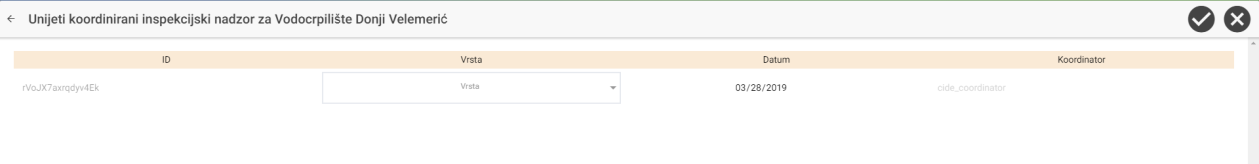 ← Unijeti koordinirani inspekcijski nadzor za Vodocrpilište Donji Velemerić
ID Vrsta Datum Koordinator
rVoJX7axrqdyv4Ek Vrsta 03/28/2019 cide_coordinator